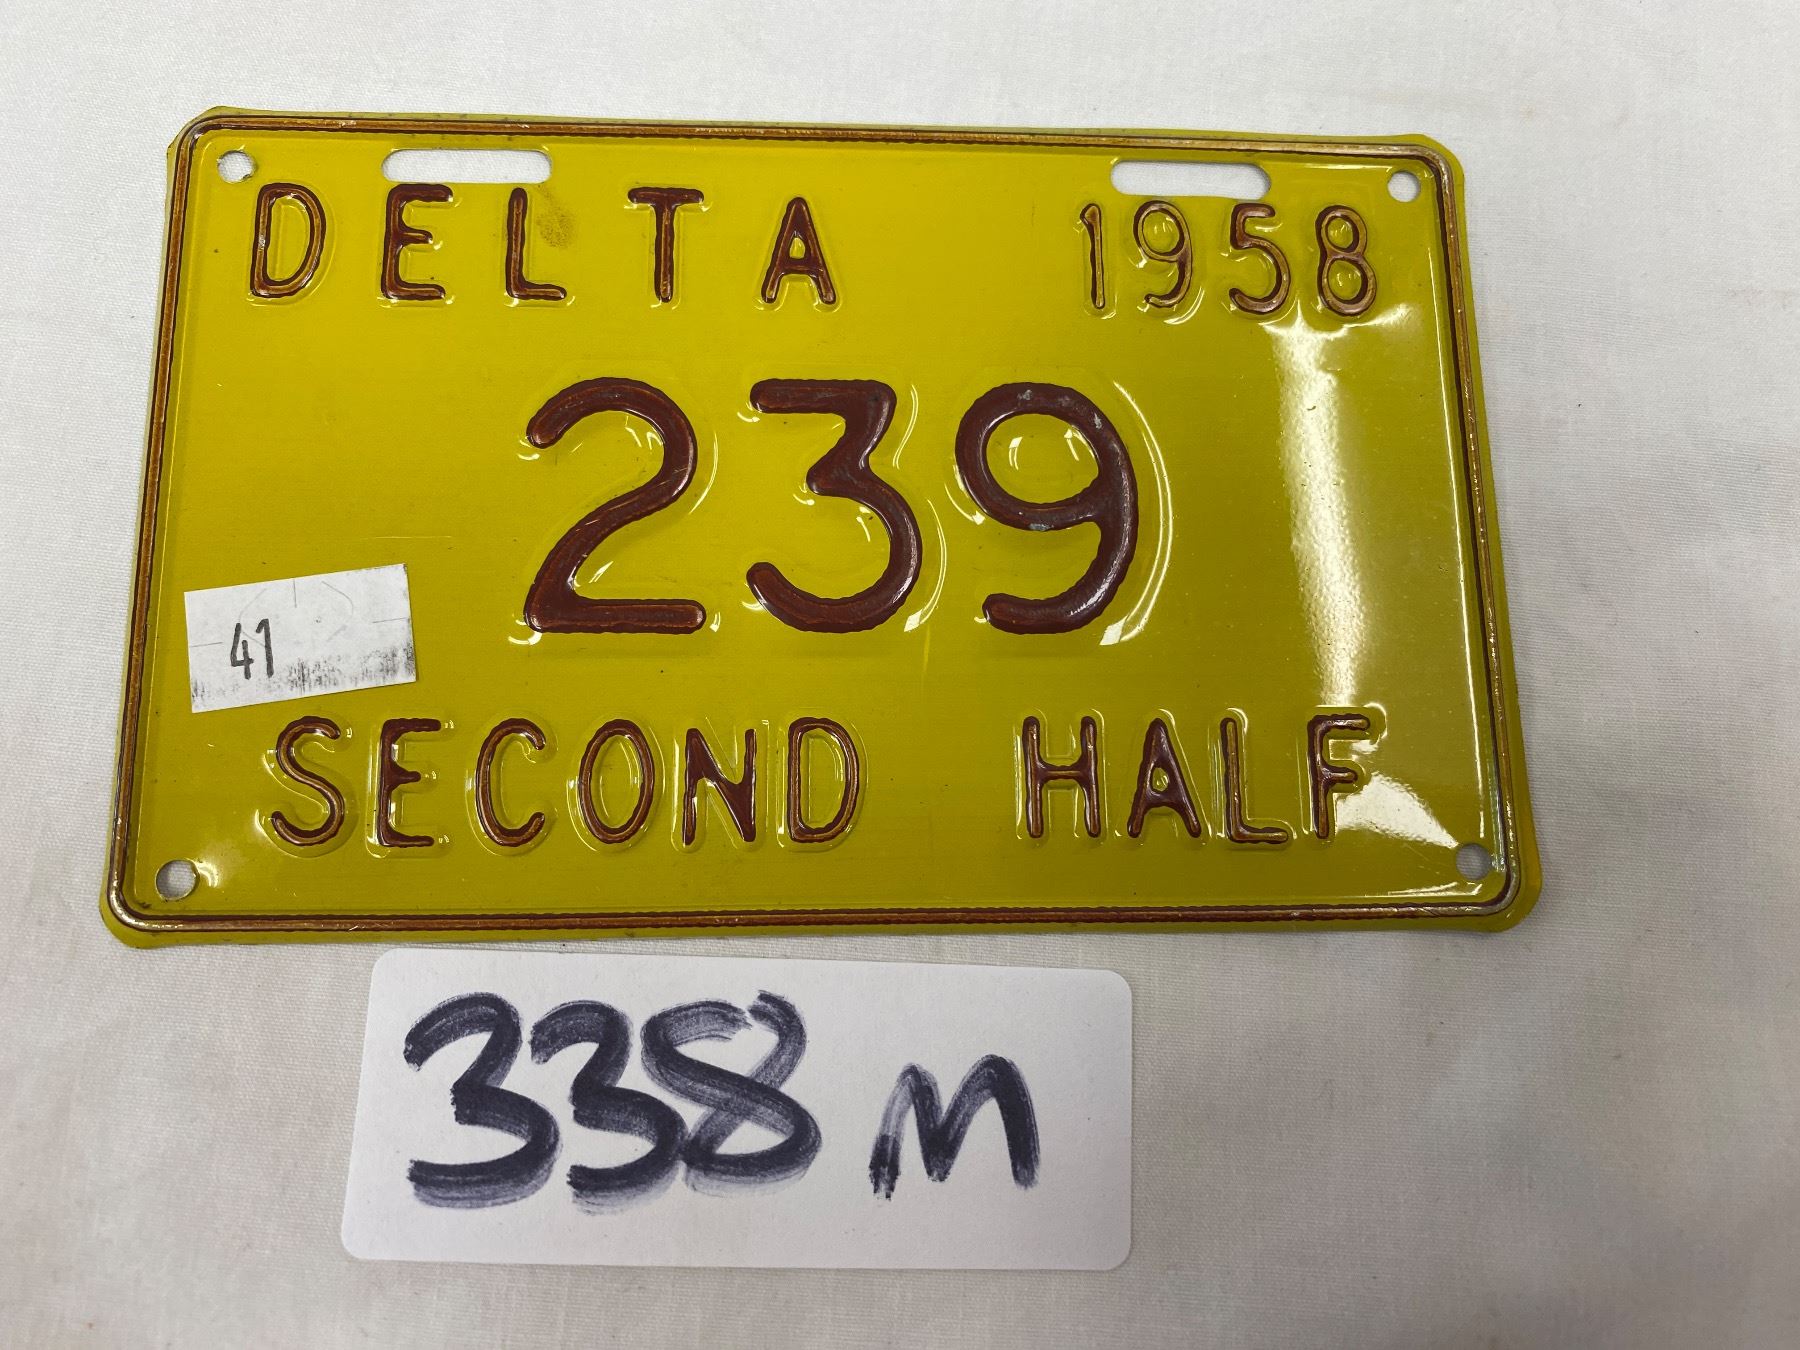 DELTA 1958
239
41
SECOND HALF
338 M